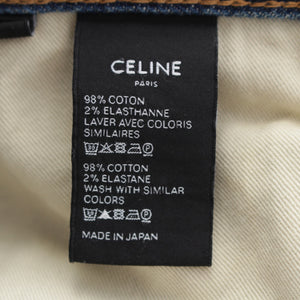 CELINE
PARIS
98% COTON
2% ELASTHANNE
LAVER AVEC COLORIS
SIMILAIRES
98% COTTON
2% ELASTANE
WASH WITH SIMILAR
COLORS
MADE IN JAPAN